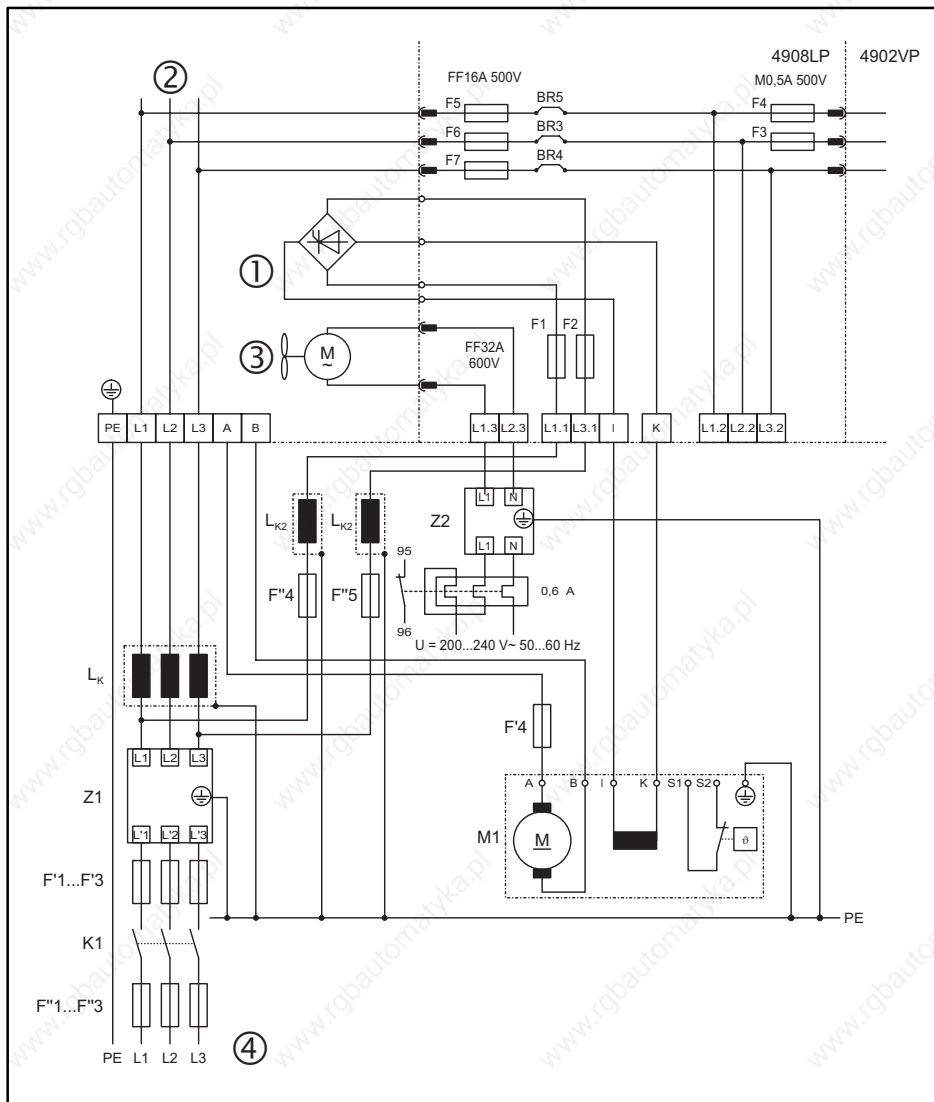 4908LP 4902VP
② FF16A 500V M0,5A 500V
F5 BR5 F4
F6 BR3 F3
F7 BR4
①
F1 F2
③ M ~ FF32A
600V
PE L1 L2 L3 A B L1.3 L2.3 L1.1 L3.1 I K L1.2 L2.2 L3.2
LK2 LK2 Z2 L1 N
L1 N
95
F"4 F"5 0,6 A
96
U = 200...240 V~ 50...60 Hz
LK
F'4
L1 L2 L3
Z1
A B I K S1 S2
L'1 L'2 L'3
M1 M ϑ
F'1...F'3
PE
K1
F"1...F"3
④
PE L1 L2 L3
www.rgbautomatyka.pl